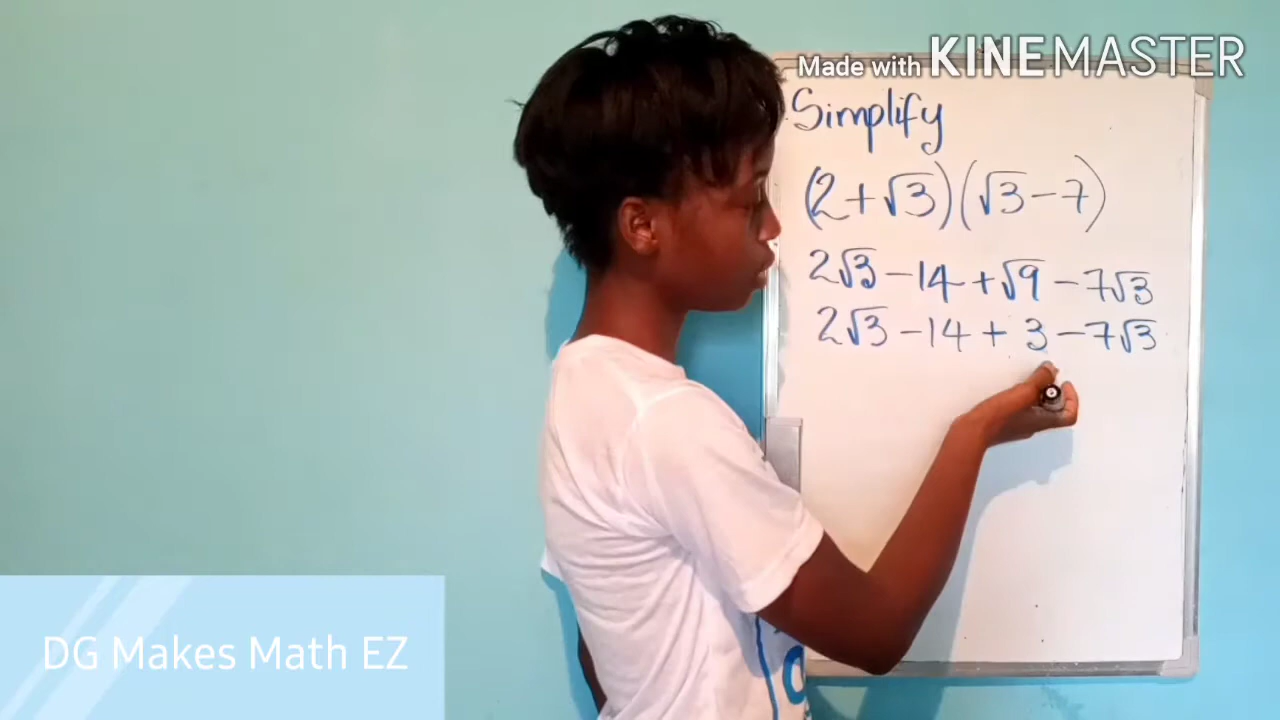 Made with KINEMASTER
Simplify
(2+√3)(√3-7)
2√3-14+√9-7√3
2√3-14+3-7√3
DG Makes Math EZ